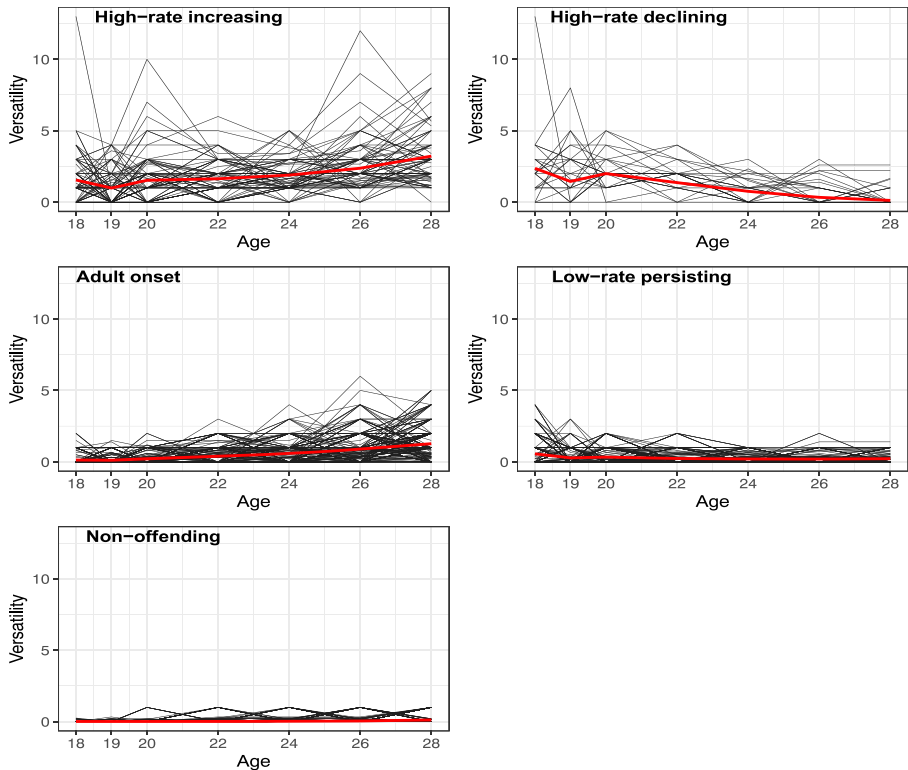 High−rate increasing
Versatility
10
5
0
18 19 20 22 24 26 28
Age
High−rate declining
Versatility
10
5
0
18 19 20 22 24 26 28
Age
Adult onset
Versatility
10
5
0
18 19 20 22 24 26 28
Age
Low−rate persisting
Versatility
10
5
0
18 19 20 22 24 26 28
Age
Non−offending
Versatility
10
5
0
18 19 20 22 24 26 28
Age